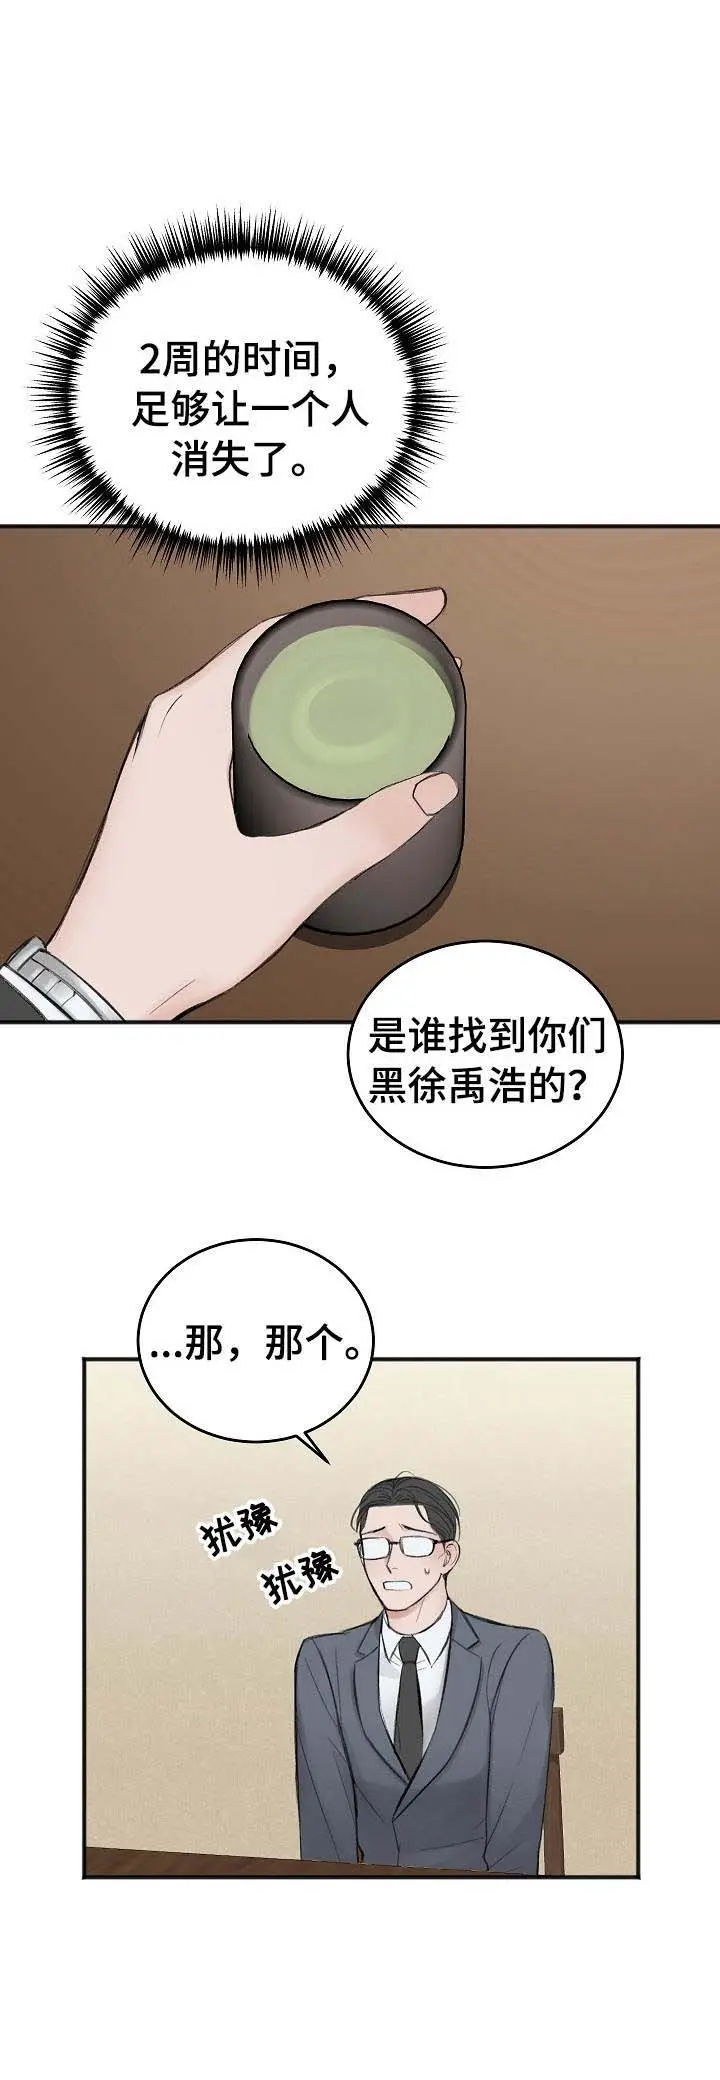 2周的时间，
足够让一个人
消失了。
是谁找到你们
黑徐禹浩的？
...那，那个。
犹豫
犹豫